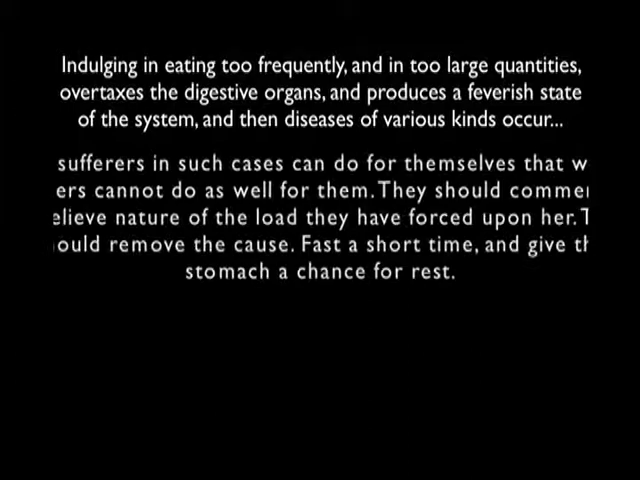 Indulging in eating too frequently, and in too large quantities,
overtaxes the digestive organs, and produces a feverish state
of the system, and then diseases of various kinds occur...
sufferers in such cases can do for themselves that w
ers cannot do as well for them. They should commen
elieve nature of the load they have forced upon her. T
ould remove the cause. Fast a short time, and give th
stomach a chance for rest.